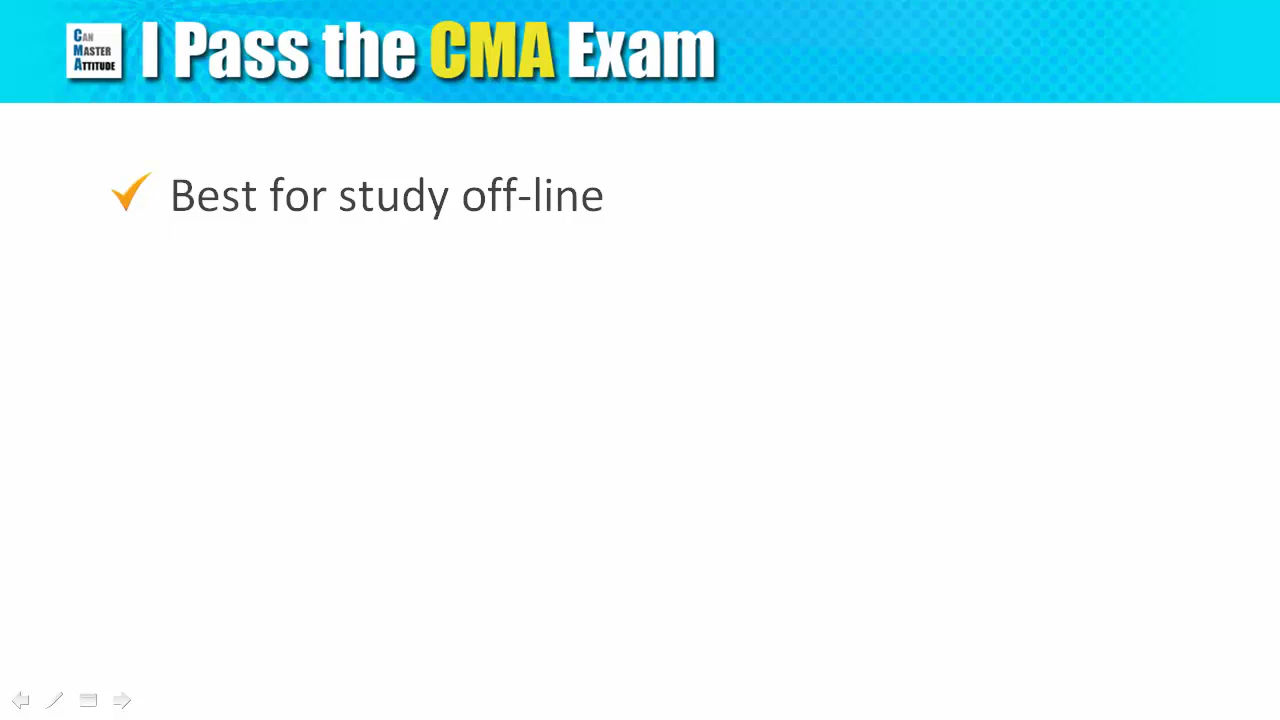 CAN
MASTER
ATTITUDE
I Pass the CMA Exam
Best for study off-line